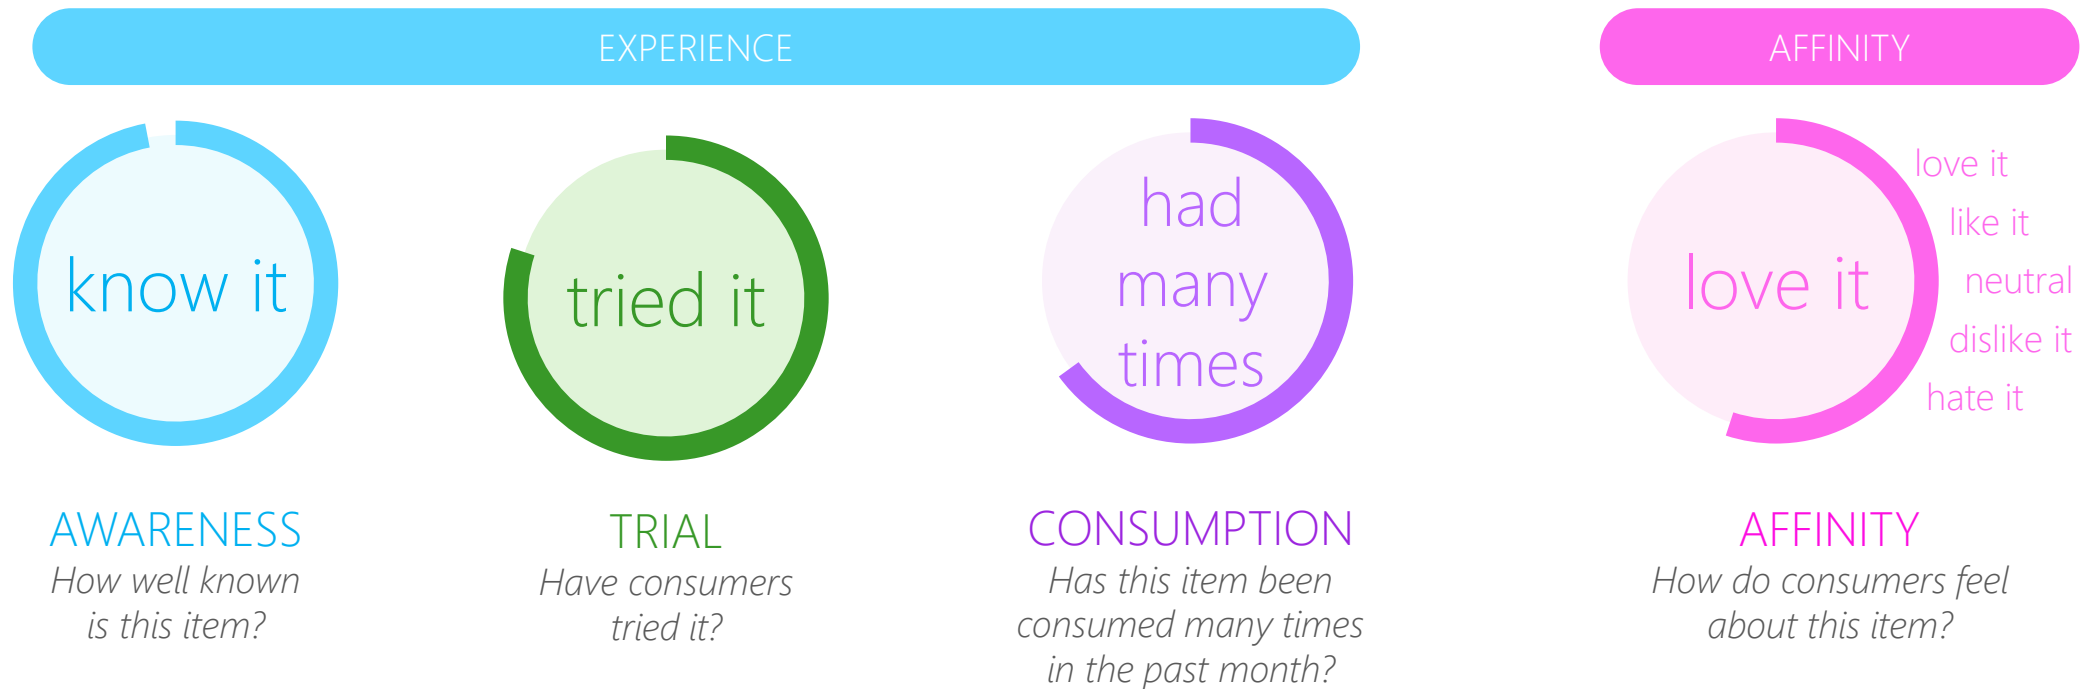 EXPERIENCE
AFFINITY
know it
tried it
had
many
times
love it
love it
like it
neutral
dislike it
hate it
AWARENESS
How well known
is this item?
TRIAL
Have consumers
tried it?
CONSUMPTION
Has this item been
consumed many times
in the past month?
AFFINITY
How do consumers feel
about this item?